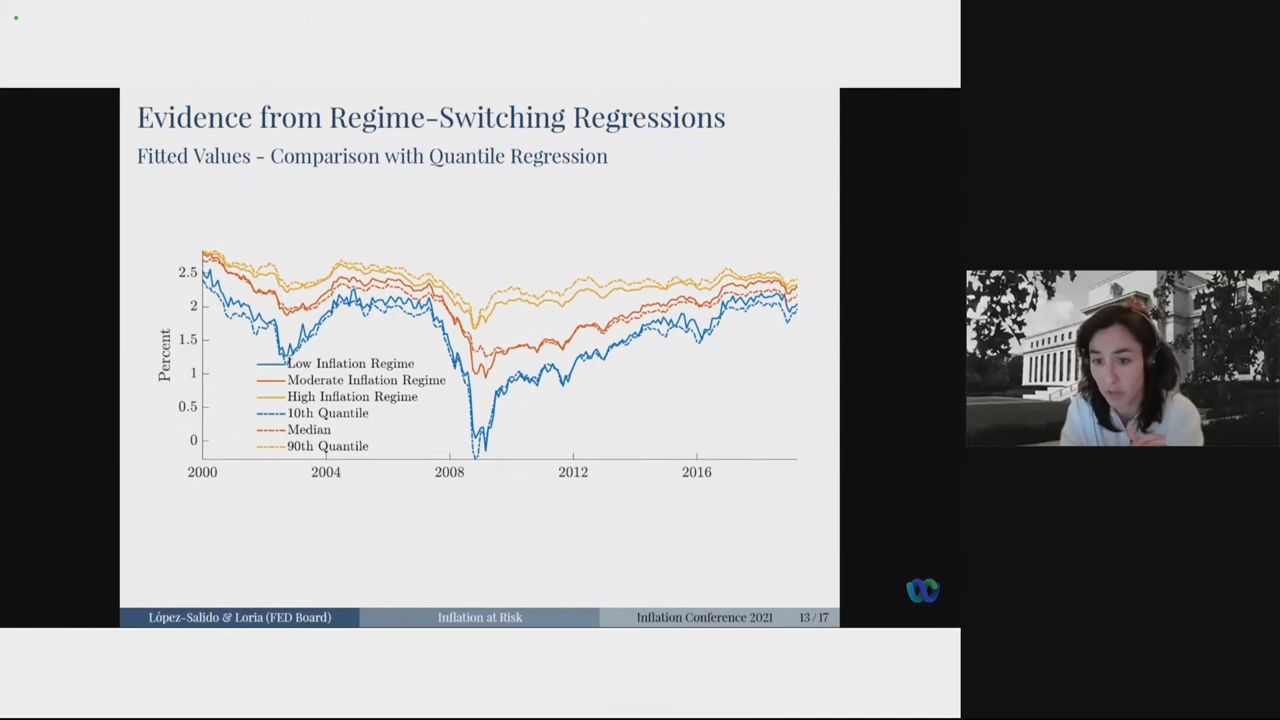 Evidence from Regime-Switching Regressions
Fitted Values - Comparison with Quantile Regression
2.5
2
1.5
1
0.5
0
Percent
Low Inflation Regime
Moderate Inflation Regime
High Inflation Regime
10th Quantile
Median
90th Quantile
2000 2004 2008 2012 2016
López-Salido & Loria (FED Board) Inflation at Risk Inflation Conference 2021 13 / 17